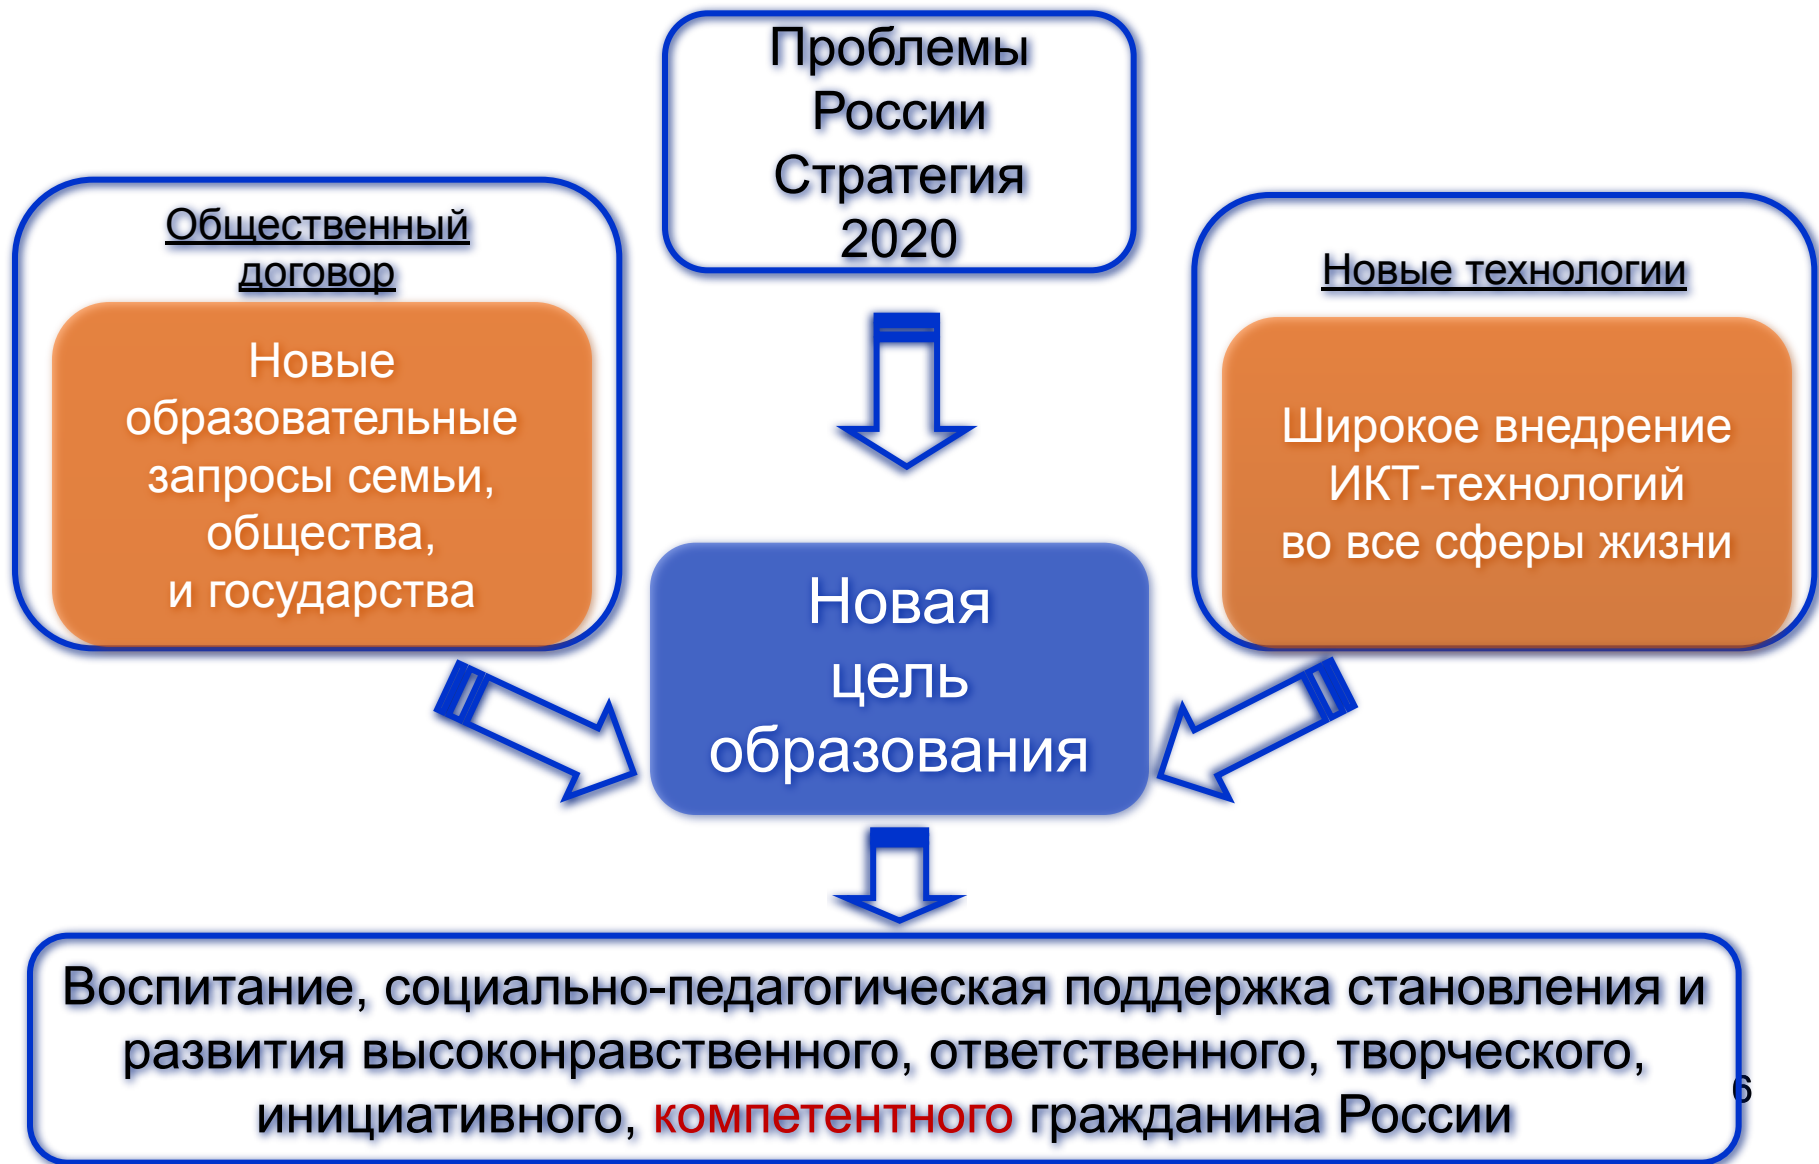 Проблемы
России
Стратегия
2020
Общественный
договор
Новые
образовательные
запросы семьи,
общества,
и государства
Новые технологии
Широкое внедрение
ИКТ-технологий
во все сферы жизни
Новая
цель
образования
Воспитание, социально-педагогическая поддержка становления и
развития высоконравственного, ответственного, творческого,
инициативного, компетентного гражданина России
6